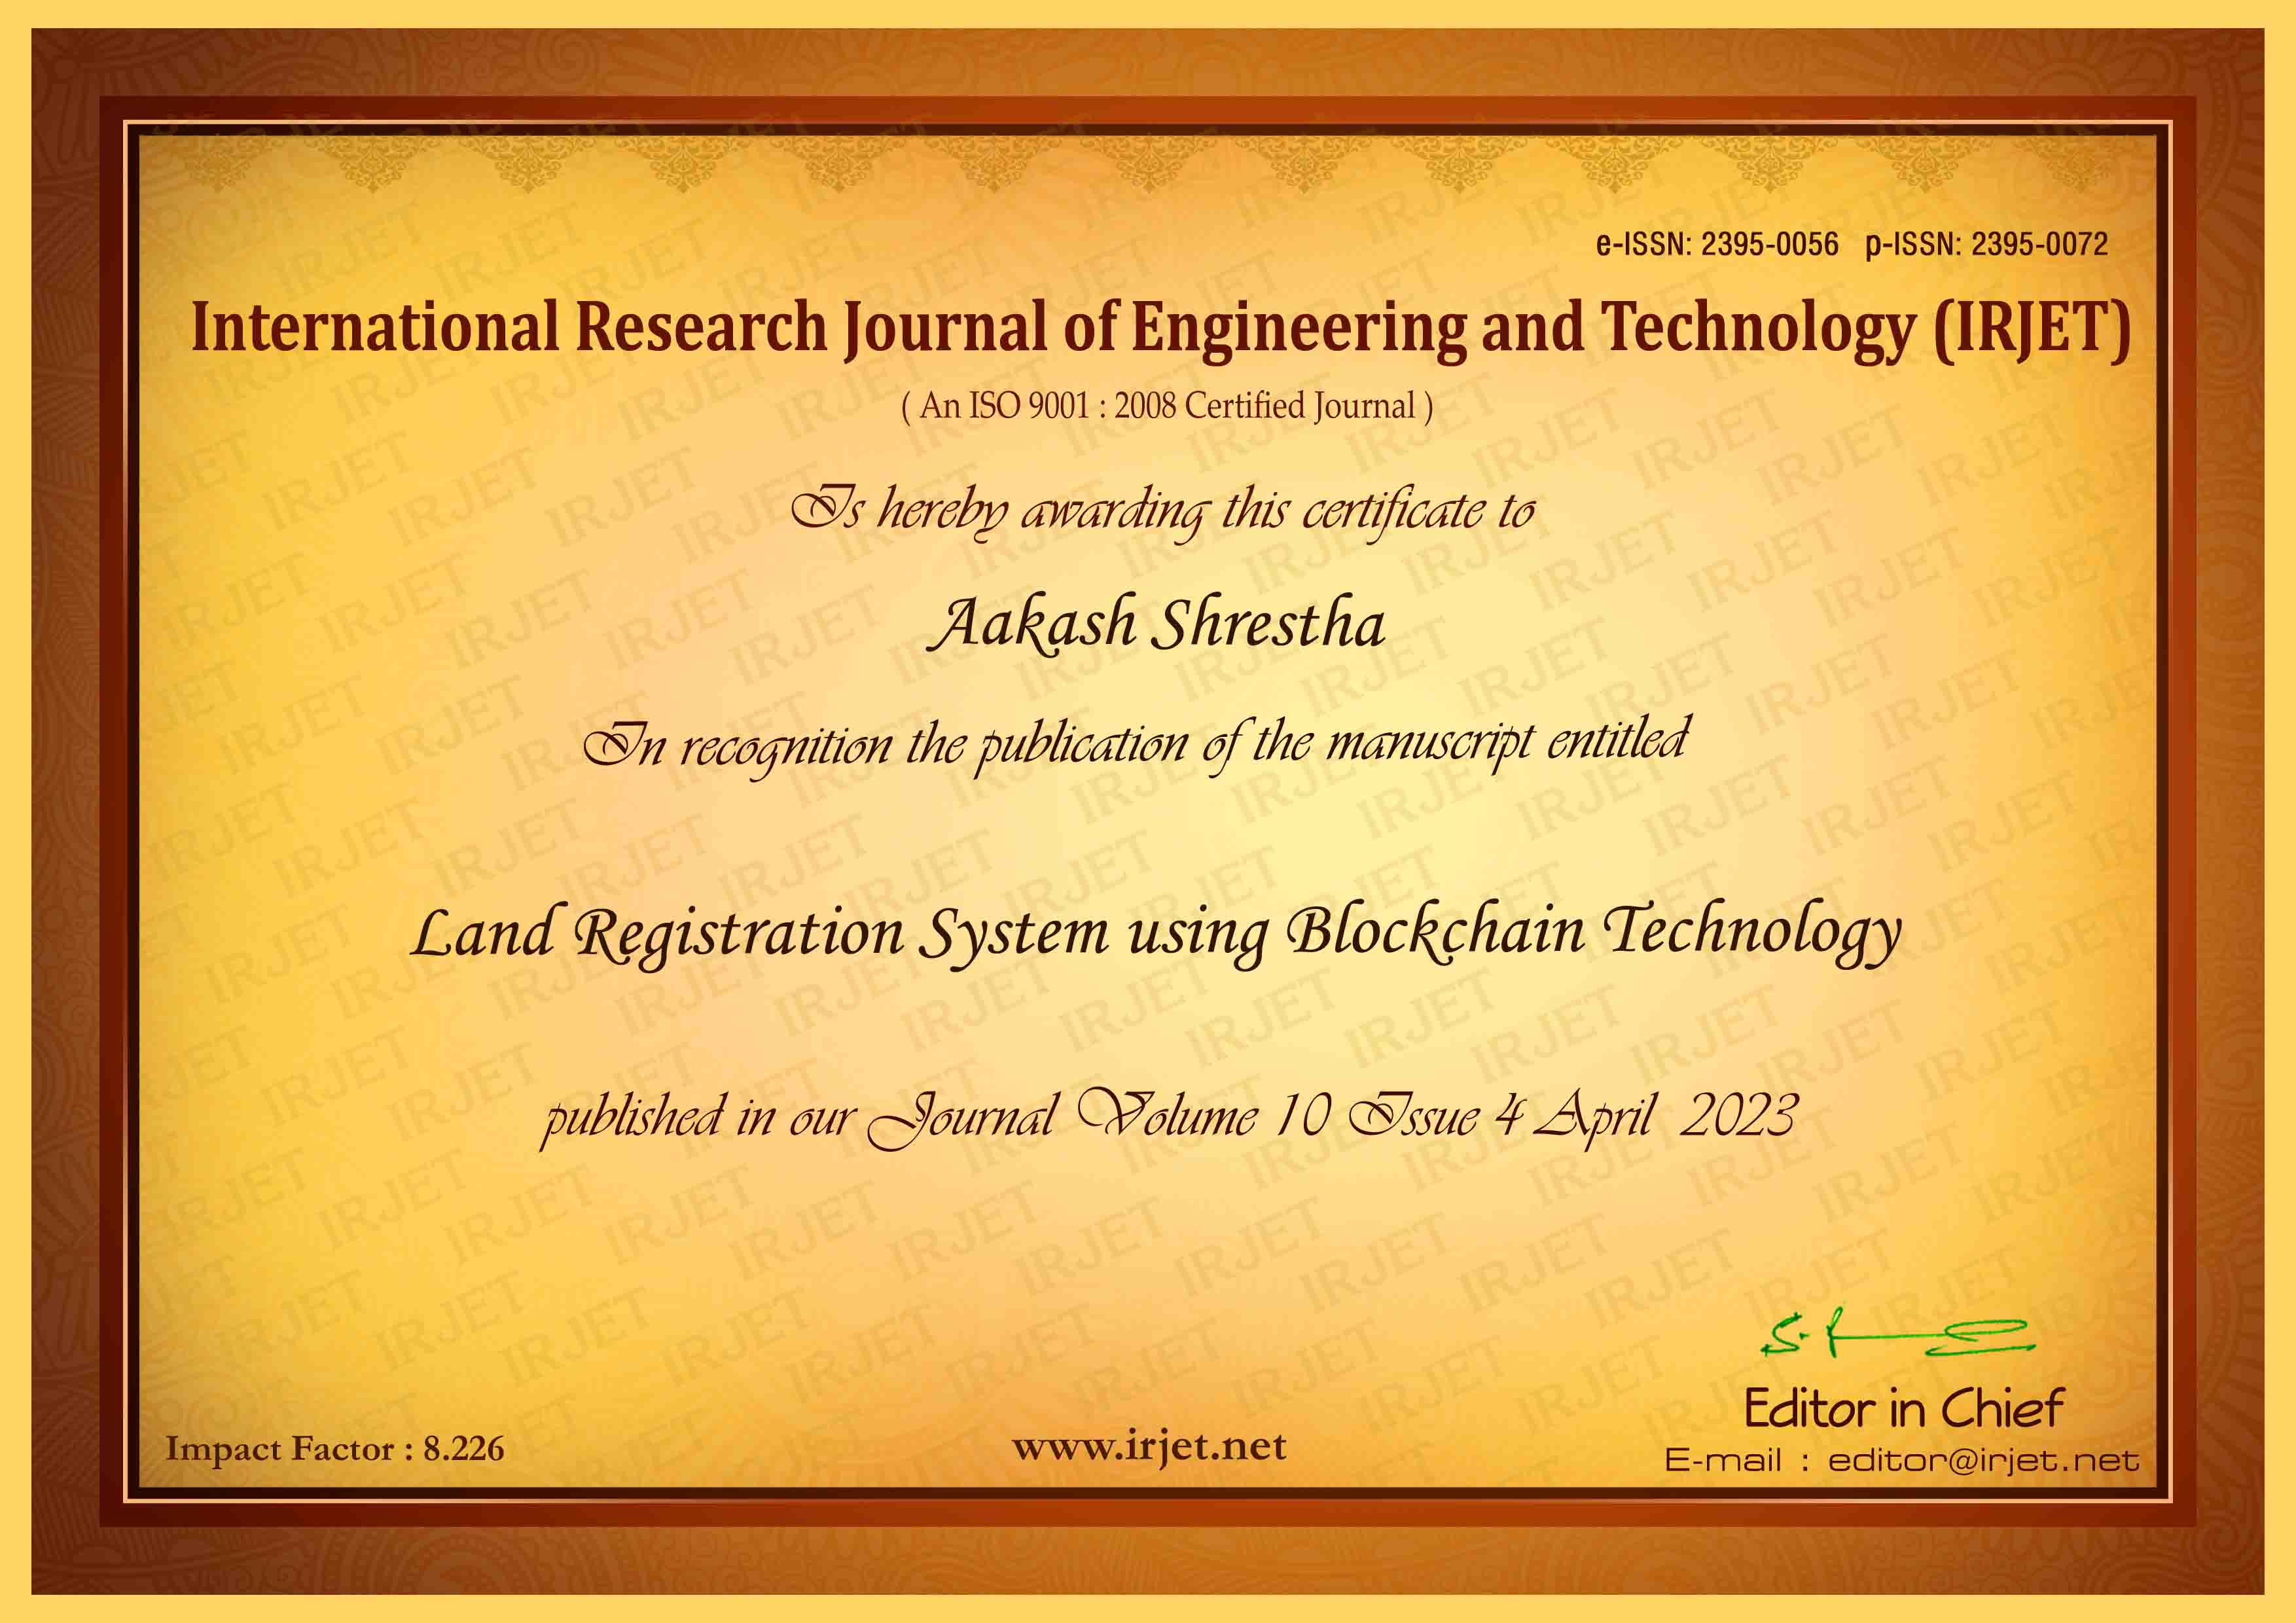 e-ISSN: 2395-0056 p-ISSN: 2395-0072
International Research Journal of Engineering and Technology (IRJET)
( An ISO 9001 : 2008 Certified Journal )
Is hereby awarding this certificate to
Aakash Shrestha
In recognition the publication of the manuscript entitled
Land Registration System using Blockchain Technology
published in our Journal Volume 10 Issue 4 April 2023
Editor in Chief
Impact Factor : 8.226
www.irjet.net
E-mail : editor@irjet.net